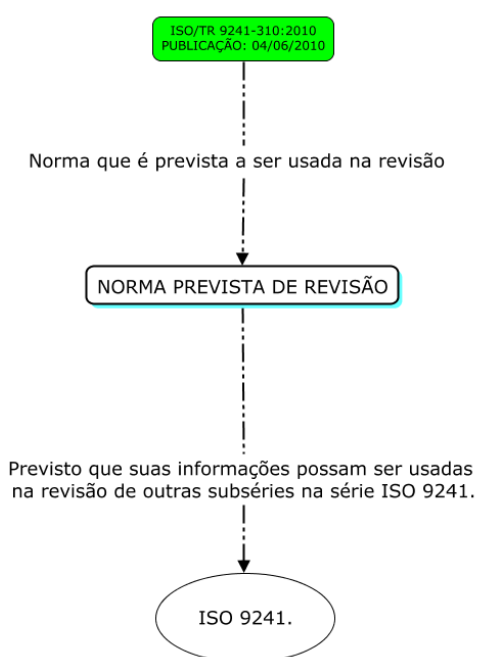 ISO/TR 9241-310:2010
PUBLICAÇÃO: 04/06/2010
Norma que é prevista a ser usada na revisão
NORMA PREVISTA DE REVISÃO
Previsto que suas informações possam ser usadas
na revisão de outras subséries na série ISO 9241.
ISO 9241.